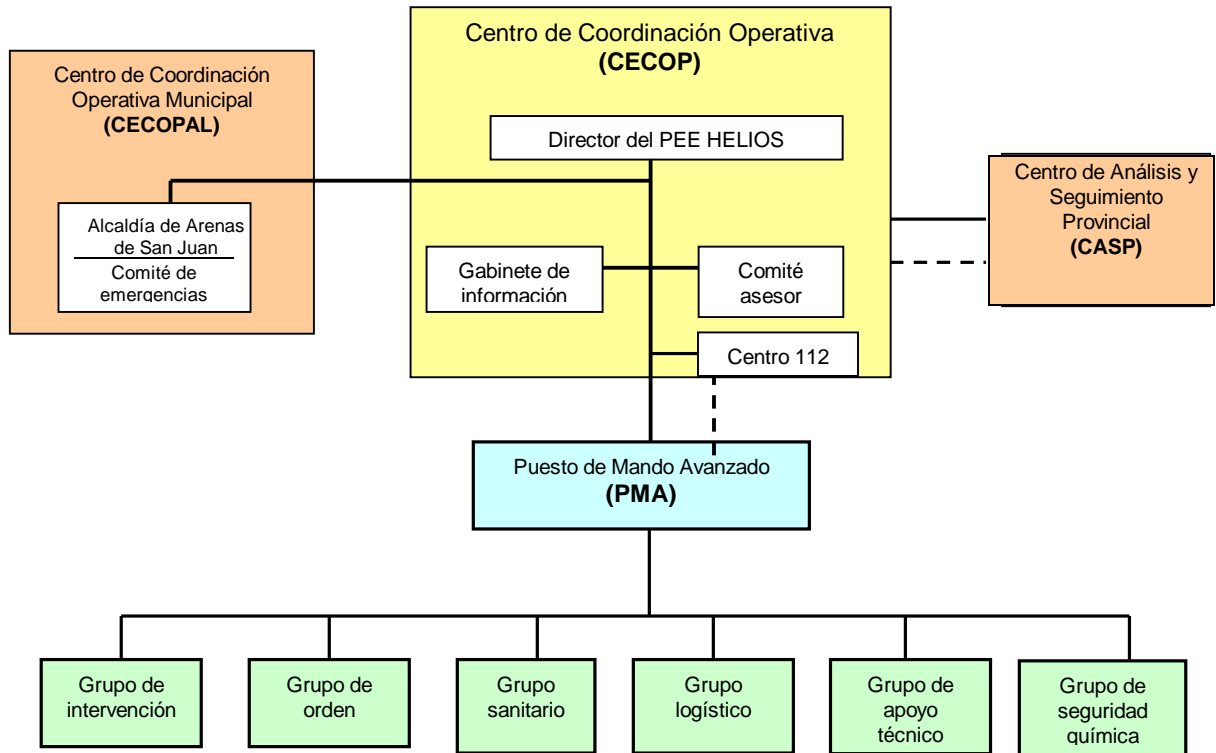 Centro de Coordinación Operativa
(CECOP)
Centro de Coordinación
Operativa Municipal
(CECOPAL)
Director del PEE HELIOS
Centro de Análisis y
Seguimiento
Provincial
(CASP)
Alcaldía de Arenas
de San Juan
Comité de
emergencias
Gabinete de
información
Comité
asesor
Centro 112
Puesto de Mando Avanzado
(PMA)
Grupo de
intervención
Grupo de
orden
Grupo
sanitario
Grupo
logístico
Grupo de
apoyo
técnico
Grupo de
seguridad
química